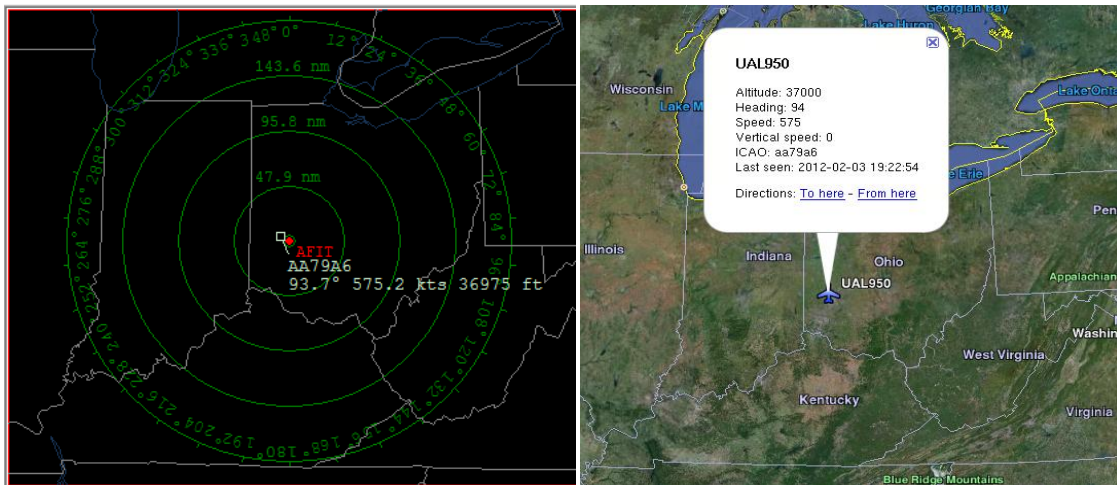 336° 348° 0° 12° 24° 36° 48° 60° 72° 84° 96° 108° 120° 132° 144° 156° 168° 180° 192° 204° 216° 228° 252° 264° 276° 288° 300° 312° 324°
143.6 nm
95.8 nm
47.9 nm
AFIT
AA79A6
93.7° 575.2 kts 36975 ft
Georgian Bay
Lake Huron
UAL950
Wisconsin
Altitude: 37000
Lake Onta
Heading: 94
Lake M
Speed: 575
Vertical speed: 0
ICAO: aa79a6
Last seen: 2012-02-03 19:22:54
e Erie
Directions: To here - From here
Pen
Illinois
Indiana
Ohio
Appalachian
UAL950
Washin
West Virginia
Kentucky
Virginia
Blue Ridge Mountains